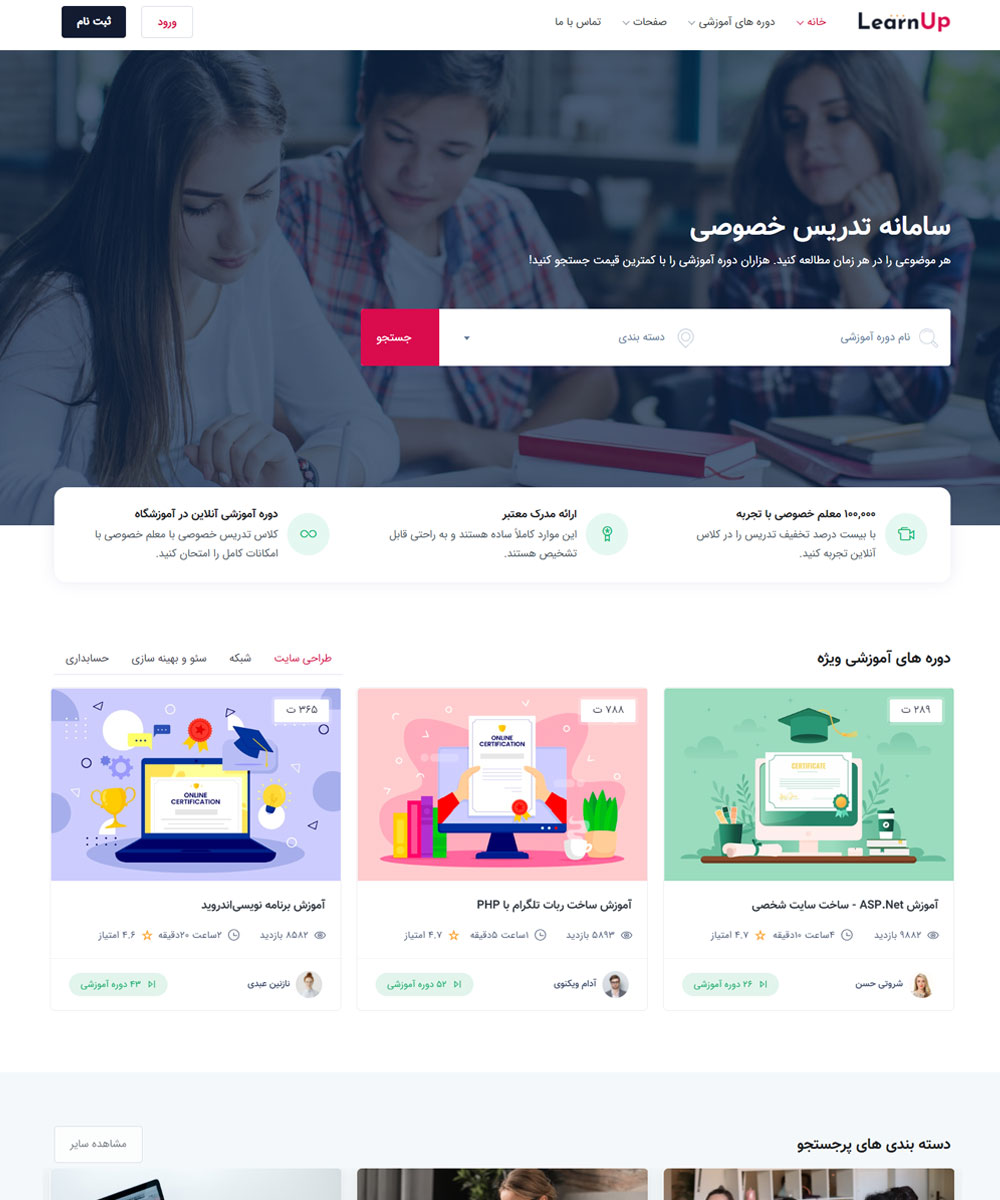 LearnUp
خانه
دوره های آموزشی
صفحات
تماس با ما
ورود
ثبت نام
سامانه تدریس خصوصی
هر موضوعی را در هر زمان مطالعه کنید. هزاران دوره آموزشی را با کمترین قیمت جستجو کنید!
نام دوره آموزشی
دسته بندی
جستجو
۱۰۰,۰۰۰ معلم خصوصی با تجربه
با بیست درصد تخفیف تدریس را در کلاس
آنلاین تجربه کنید.
ارائه مدرک معتبر
این موارد کاملاً ساده هستند و به راحتی قابل
تشخیص هستند.
دوره آموزشی آنلاین در آموزشگاه
کلاس تدریس خصوصی با معلم خصوصی با
امکانات کامل را امتحان کنید.
دوره های آموزشی ویژه
طراحی سایت
شبکه
سئو و بهینه سازی
حسابداری
۲۸۹ ت
CERTIFICATE
آموزش ASP.Net - ساخت سایت شخصی
۹۸۸۲ بازدید
۴ساعت ۱۰دقیقه
۴.۷ امتیاز
شروتی حسن
۲۶ دوره آموزشی
۷۸۸ ت
ONLINE
CERTIFICATION
آموزش ساخت ربات تلگرام با PHP
۵۸۹۳ بازدید
۱ساعت ۵دقیقه
۴.۷ امتیاز
آدام ویکتوی
۵۲ دوره آموزشی
۳۶۵ ت
ONLINE
CERTIFICATION
آموزش برنامه نویسی‌اندروید
۸۵۸۲ بازدید
۲ساعت ۲۰دقیقه
۴.۶ امتیاز
نازنین عبدی
۴۳ دوره آموزشی
دسته بندی های پرجستجو
مشاهده سایر